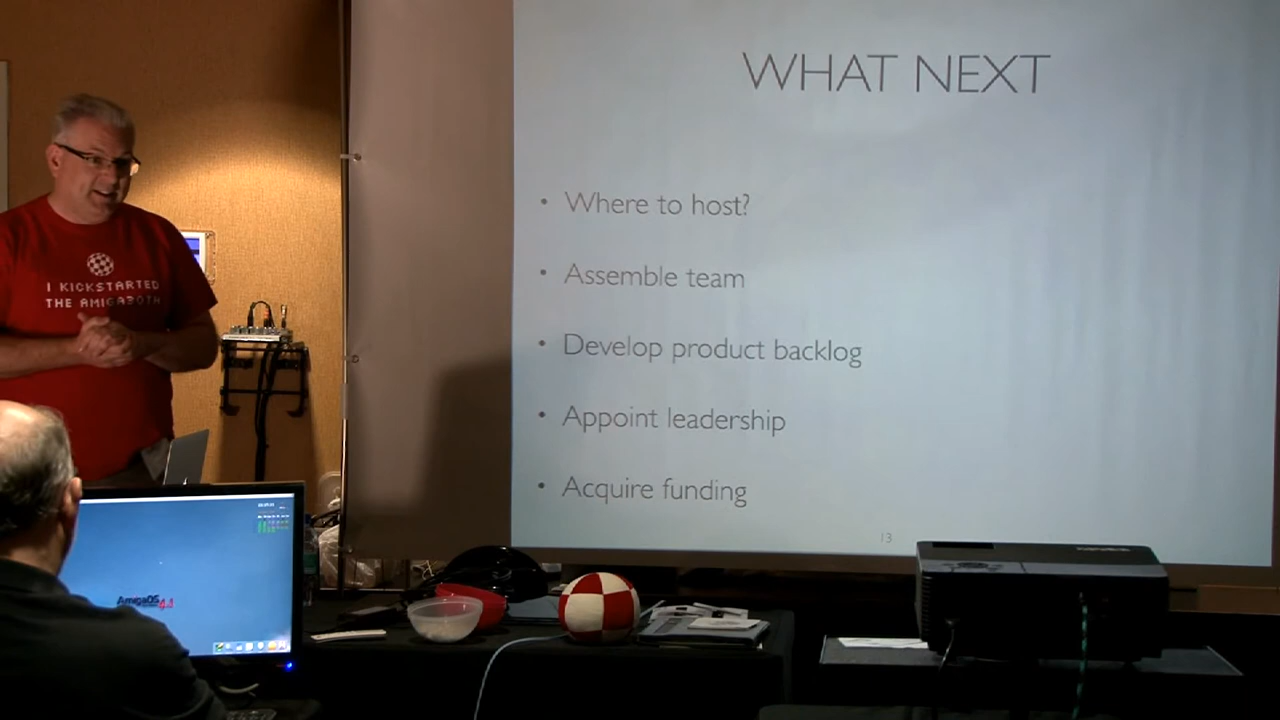 WHAT NEXT
• Where to host?
• Assemble team
• Develop product backlog
• Appoint leadership
• Acquire funding
13
I KICKSTARTED
THE AMIGA30TH
AmigaOS 4.1